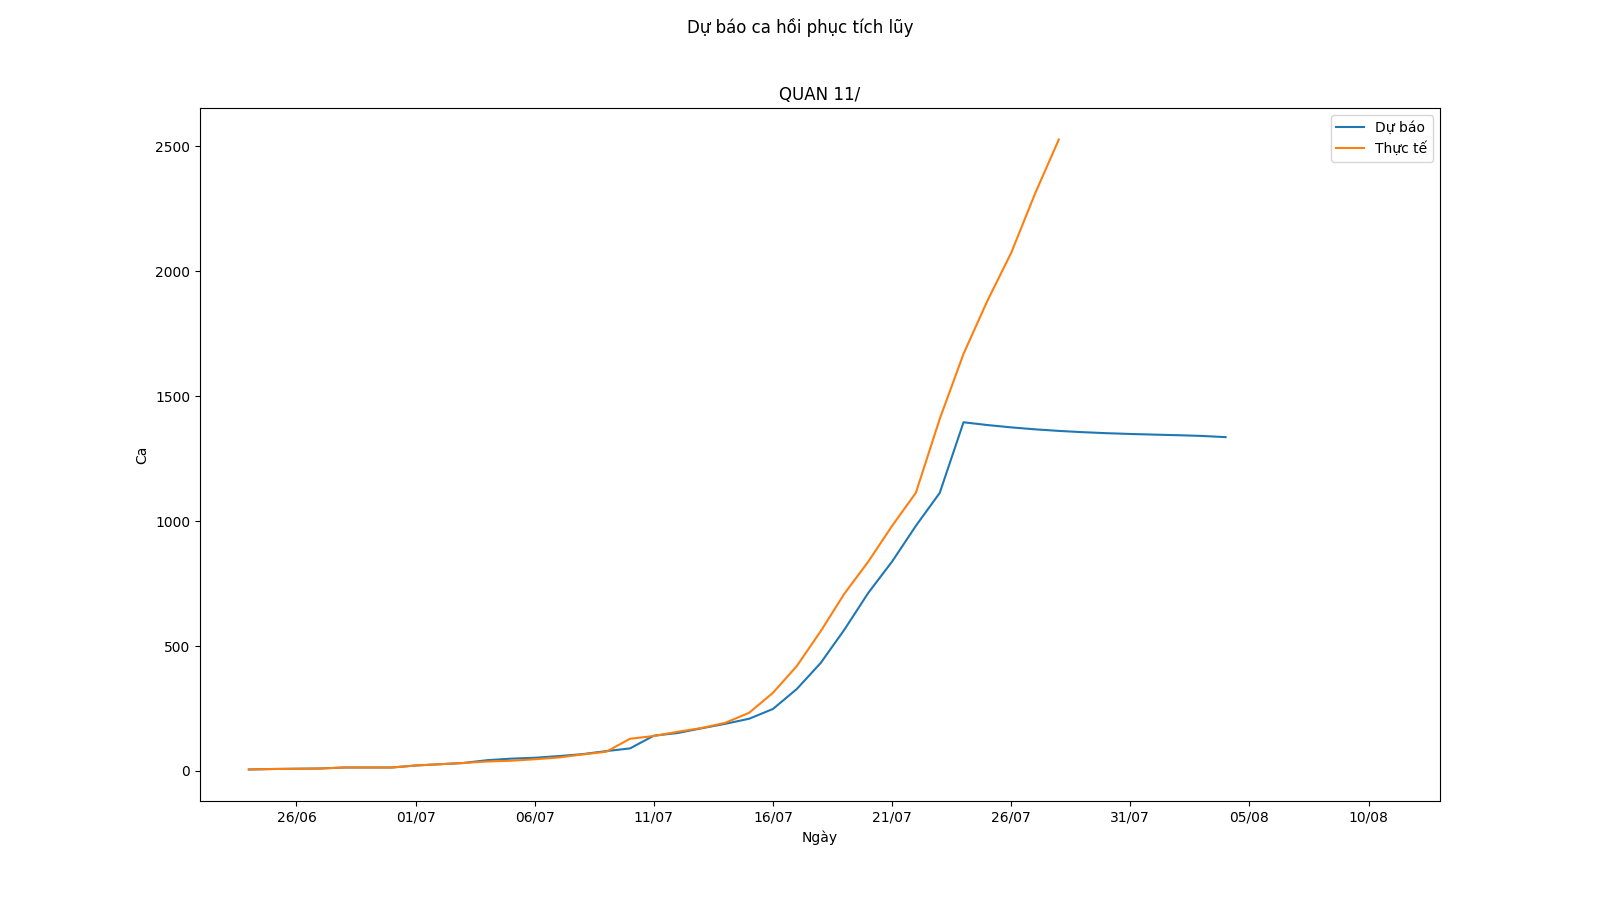 Dự báo ca hồi phục tích lũy
QUAN 11/
Dự báo
Thực tế
2500
2000
1500
1000
500
0
Ca
26/06 01/07 06/07 11/07 16/07 21/07 26/07 31/07 05/08 10/08
Ngày